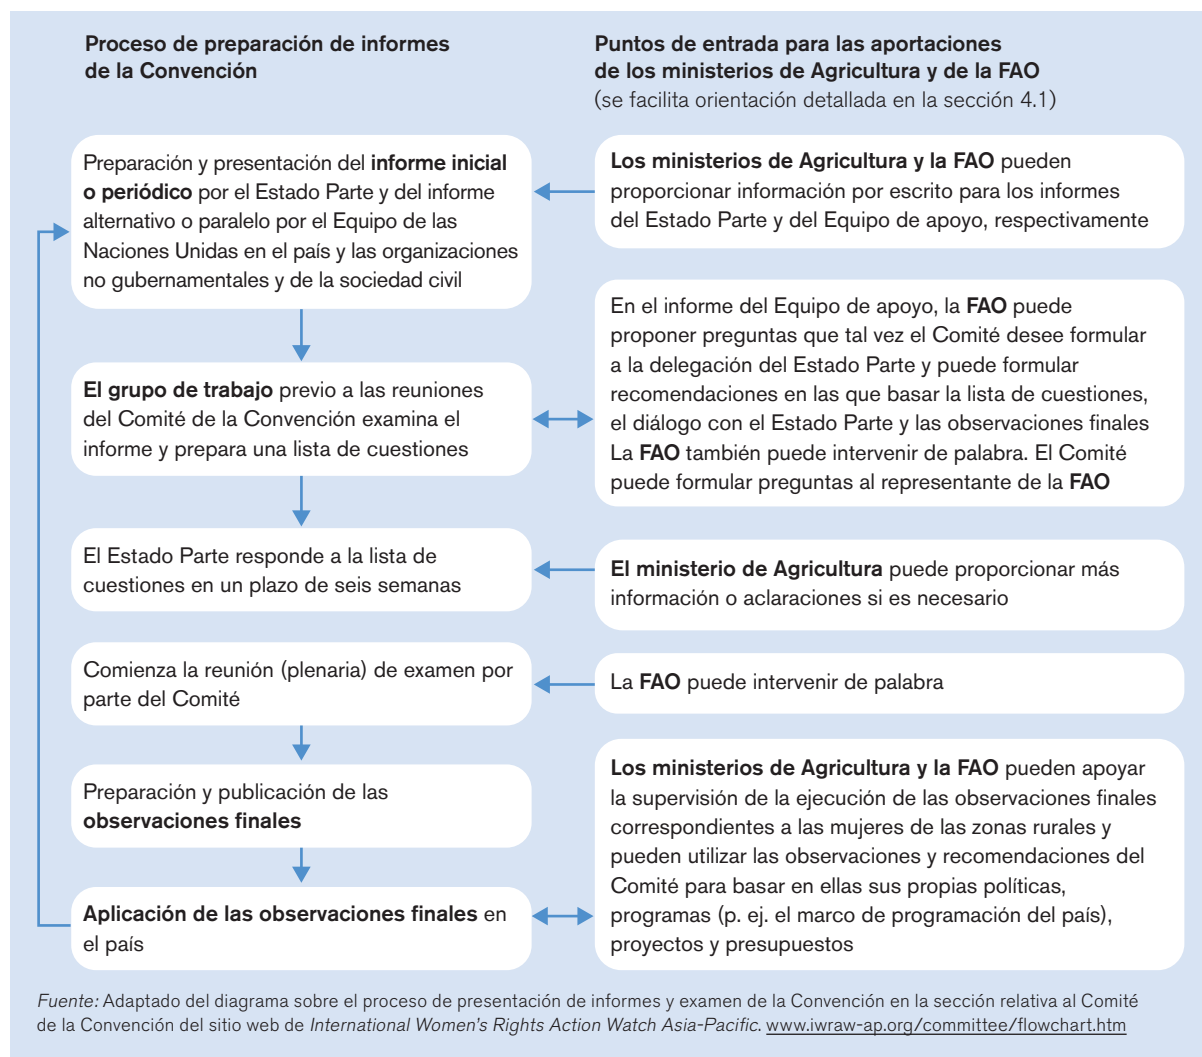 Proceso de preparación de informes
de la Convención
Puntos de entrada para las aportaciones
de los ministerios de Agricultura y de la FAO
(se facilita orientación detallada en la sección 4.1)
Preparación y presentación del informe inicial
o periódico por el Estado Parte y del informe
alternativo o paralelo por el Equipo de las
Naciones Unidas en el país y las organizaciones
no gubernamentales y de la sociedad civil
Los ministerios de Agricultura y la FAO pueden
proporcionar información por escrito para los informes
del Estado Parte y del Equipo de apoyo, respectivamente
El grupo de trabajo previo a las reuniones
del Comité de la Convención examina el
informe y prepara una lista de cuestiones
En el informe del Equipo de apoyo, la FAO puede
proponer preguntas que tal vez el Comité desee formular
a la delegación del Estado Parte y puede formular
recomendaciones en las que basar la lista de cuestiones,
el diálogo con el Estado Parte y las observaciones finales
La FAO también puede intervenir de palabra. El Comité
puede formular preguntas al representante de la FAO
El Estado Parte responde a la lista de
cuestiones en un plazo de seis semanas
El ministerio de Agricultura puede proporcionar más
información o aclaraciones si es necesario
Comienza la reunión (plenaria) de examen por
parte del Comité
La FAO puede intervenir de palabra
Preparación y publicación de las
observaciones finales
Aplicación de las observaciones finales en
el país
Los ministerios de Agricultura y la FAO pueden apoyar
la supervisión de la ejecución de las observaciones finales
correspondientes a las mujeres de las zonas rurales y
pueden utilizar las observaciones y recomendaciones del
Comité para basar en ellas sus propias políticas,
programas (p. ej. el marco de programación del país),
proyectos y presupuestos
Fuente: Adaptado del diagrama sobre el proceso de presentación de informes y examen de la Convención en la sección relativa al Comité
de la Convención del sitio web de International Women's Rights Action Watch Asia-Pacific. www.iwraw-ap.org/committee/flowchart.htm